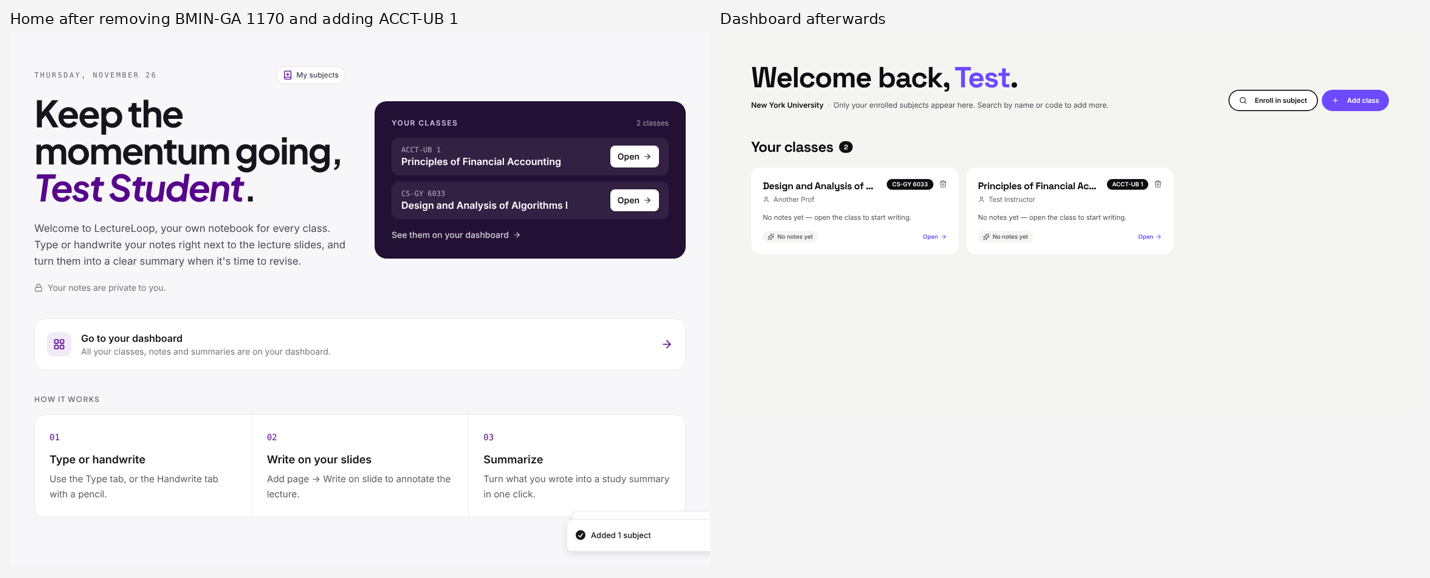 Home after removing BMIN-GA 1170 and adding ACCT-UB 1
THURSDAY, NOVEMBER 26
My subjects
Keep the
momentum going,
Test Student.
Welcome to LectureLoop, your own notebook for every class.
Type or handwrite your notes right next to the lecture slides, and
turn them into a clear summary when it's time to revise.
Your notes are private to you.
YOUR CLASSES
2 classes
ACCT-UB 1
Principles of Financial Accounting
Open →
CS-GY 6033
Design and Analysis of Algorithms I
Open →
See them on your dashboard →
Go to your dashboard
All your classes, notes and summaries are on your dashboard.
HOW IT WORKS
01
Type or handwrite
Use the Type tab, or the Handwrite tab
with a pencil.
02
Write on your slides
Add page → Write on slide to annotate the
lecture.
03
Summarize
Turn what you wrote into a study summary
in one click.
Added 1 subject
Dashboard afterwards
Welcome back, Test.
New York University · Only your enrolled subjects appear here. Search by name or code to add more.
Enroll in subject
+ Add class
Your classes 2
Design and Analysis of ...
CS-GY 6033
Another Prof
No notes yet — open the class to start writing.
No notes yet
Open →
Principles of Financial Ac...
ACCT-UB 1
Test Instructor
No notes yet — open the class to start writing.
No notes yet
Open →